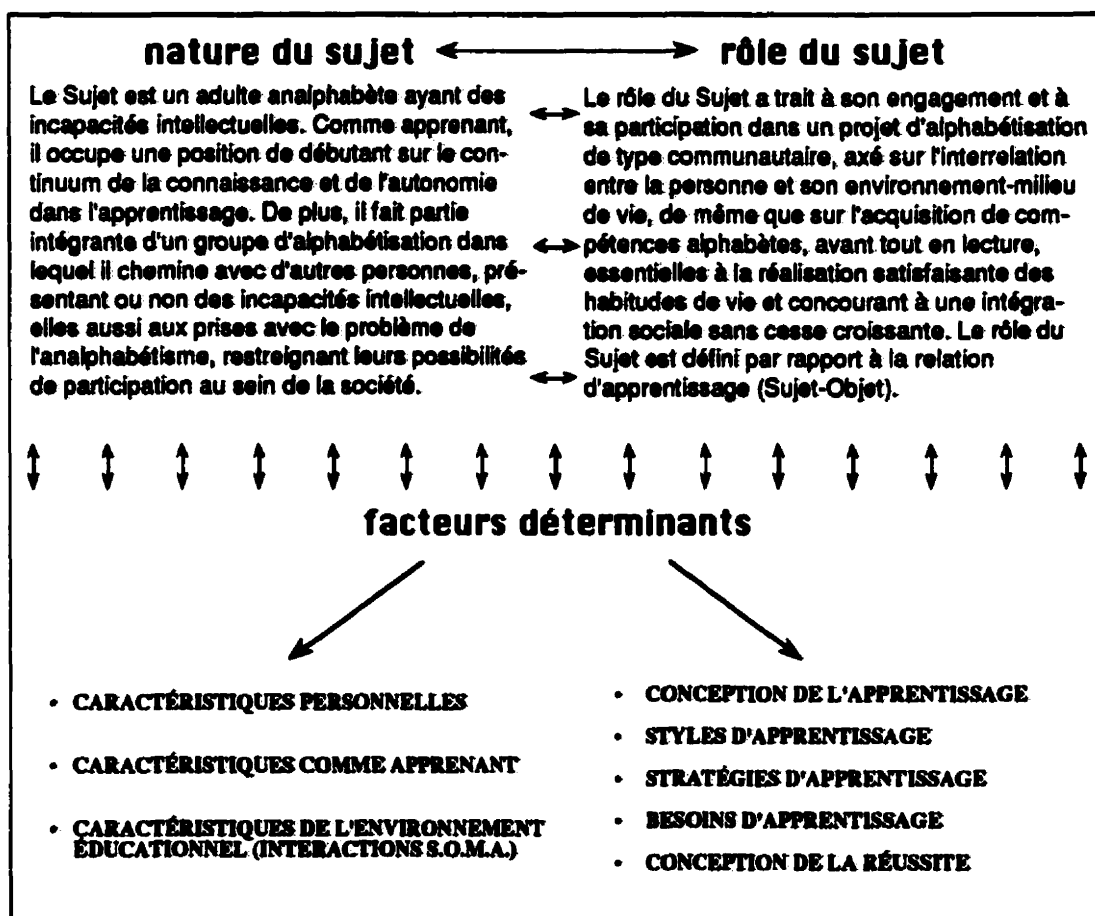 nature du sujet
rôle du sujet
Le Sujet est un adulte analphabète ayant des
incapacités intellectuelles. Comme apprenant,
il occupe une position de débutant sur le con-
tinuum de la connaissance et de l'autonomie
dans l'apprentissage. De plus, il fait partie
intégrante d'un groupe d'alphabétisation dans
lequel il chemine avec d'autres personnes, pré-
sentant ou non des incapacités intellectuelles,
elles aussi aux prises avec le problème de
l'analphabétisme, restreignant leurs possibilités
de participation au sein de la société.
Le rôle du Sujet a trait à son engagement et à
sa participation dans un projet d'alphabétisation
de type communautaire, axé sur l'interrelation
entre la personne et son environnement-milieu
de vie, de même que sur l'acquisition de com-
pétences alphabètes, avant tout en lecture,
essentielles à la réalisation satisfaisante des
habitudes de vie et concourant à une intégra-
tion sociale sans cesse croissante. Le rôle du
Sujet est défini par rapport à la relation
d'apprentissage (Sujet-Objet).
facteurs déterminants
• CARACTÉRISTIQUES PERSONNELLES
• CARACTÉRISTIQUES COMME APPRENANT
• CARACTÉRISTIQUES DE L'ENVIRONNEMENT
ÉDUCATIONNEL (INTERACTIONS S.O.M.A.)
• CONCEPTION DE L'APPRENTISSAGE
• STYLES D'APPRENTISSAGE
• STRATÉGIES D'APPRENTISSAGE
• BESOINS D'APPRENTISSAGE
• CONCEPTION DE LA RÉUSSITE